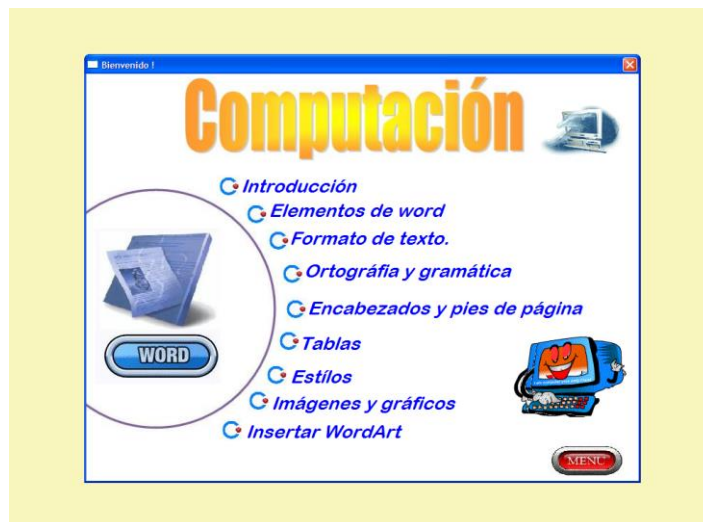 Bienvenido !
Computación
Introducción
Elementos de word
Formato de texto.
Ortográfia y gramática
Encabezados y pies de página
WORD
Tablas
Estílos
Imágenes y gráficos
Insertar WordArt
MENU